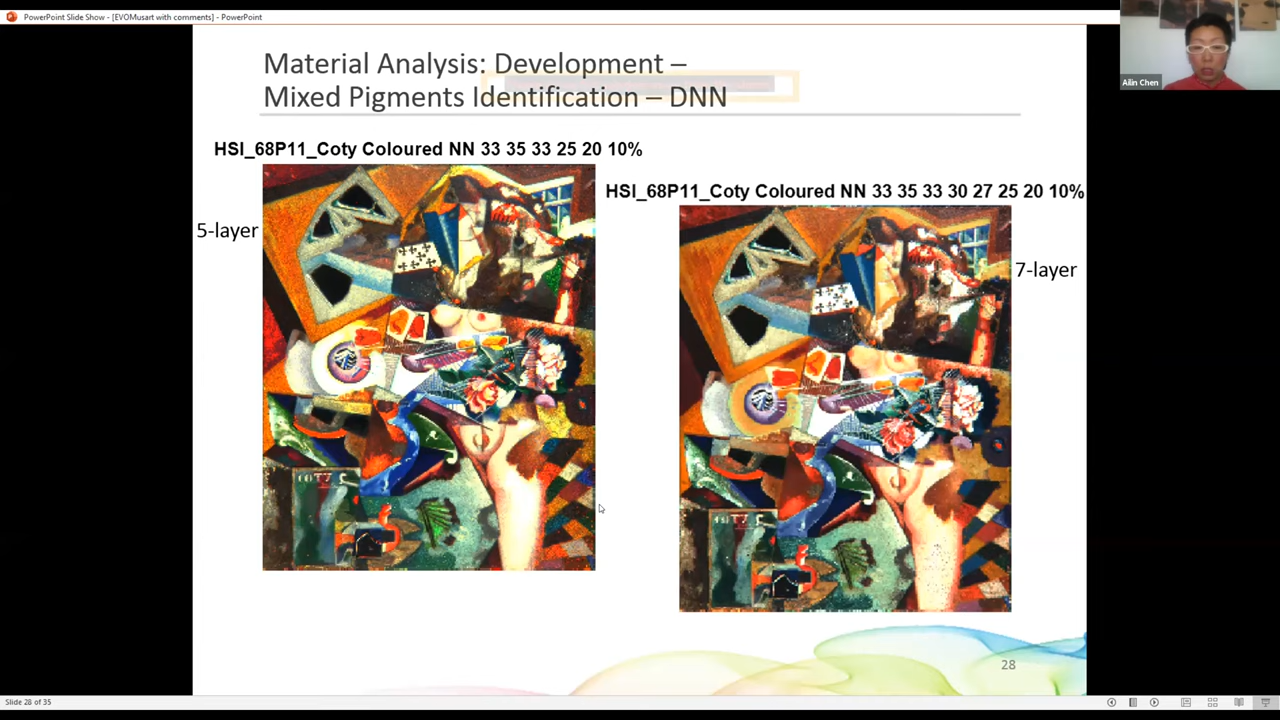 PowerPoint Slide Show - [EVOMusart with comments] - PowerPoint
Ailin Chen
Material Analysis: Development –
Mixed Pigments Identification – DNN
HSI_68P11_Coty Coloured NN 33 35 33 25 20 10%
HSI_68P11_Coty Coloured NN 33 35 33 30 27 25 20 10%
5-layer
7-layer
28
Slide 28 of 35